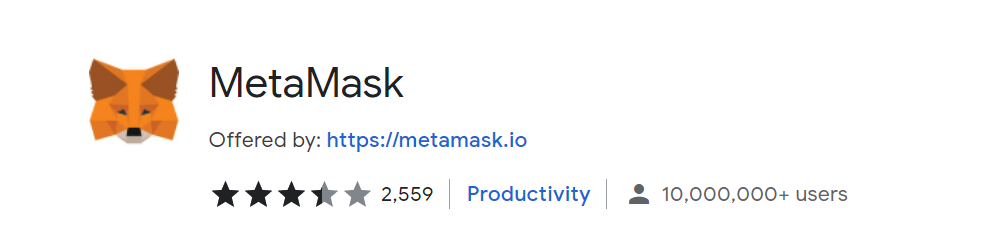 MetaMask
Offered by: https://metamask.io
2,559 Productivity 10,000,000+ users